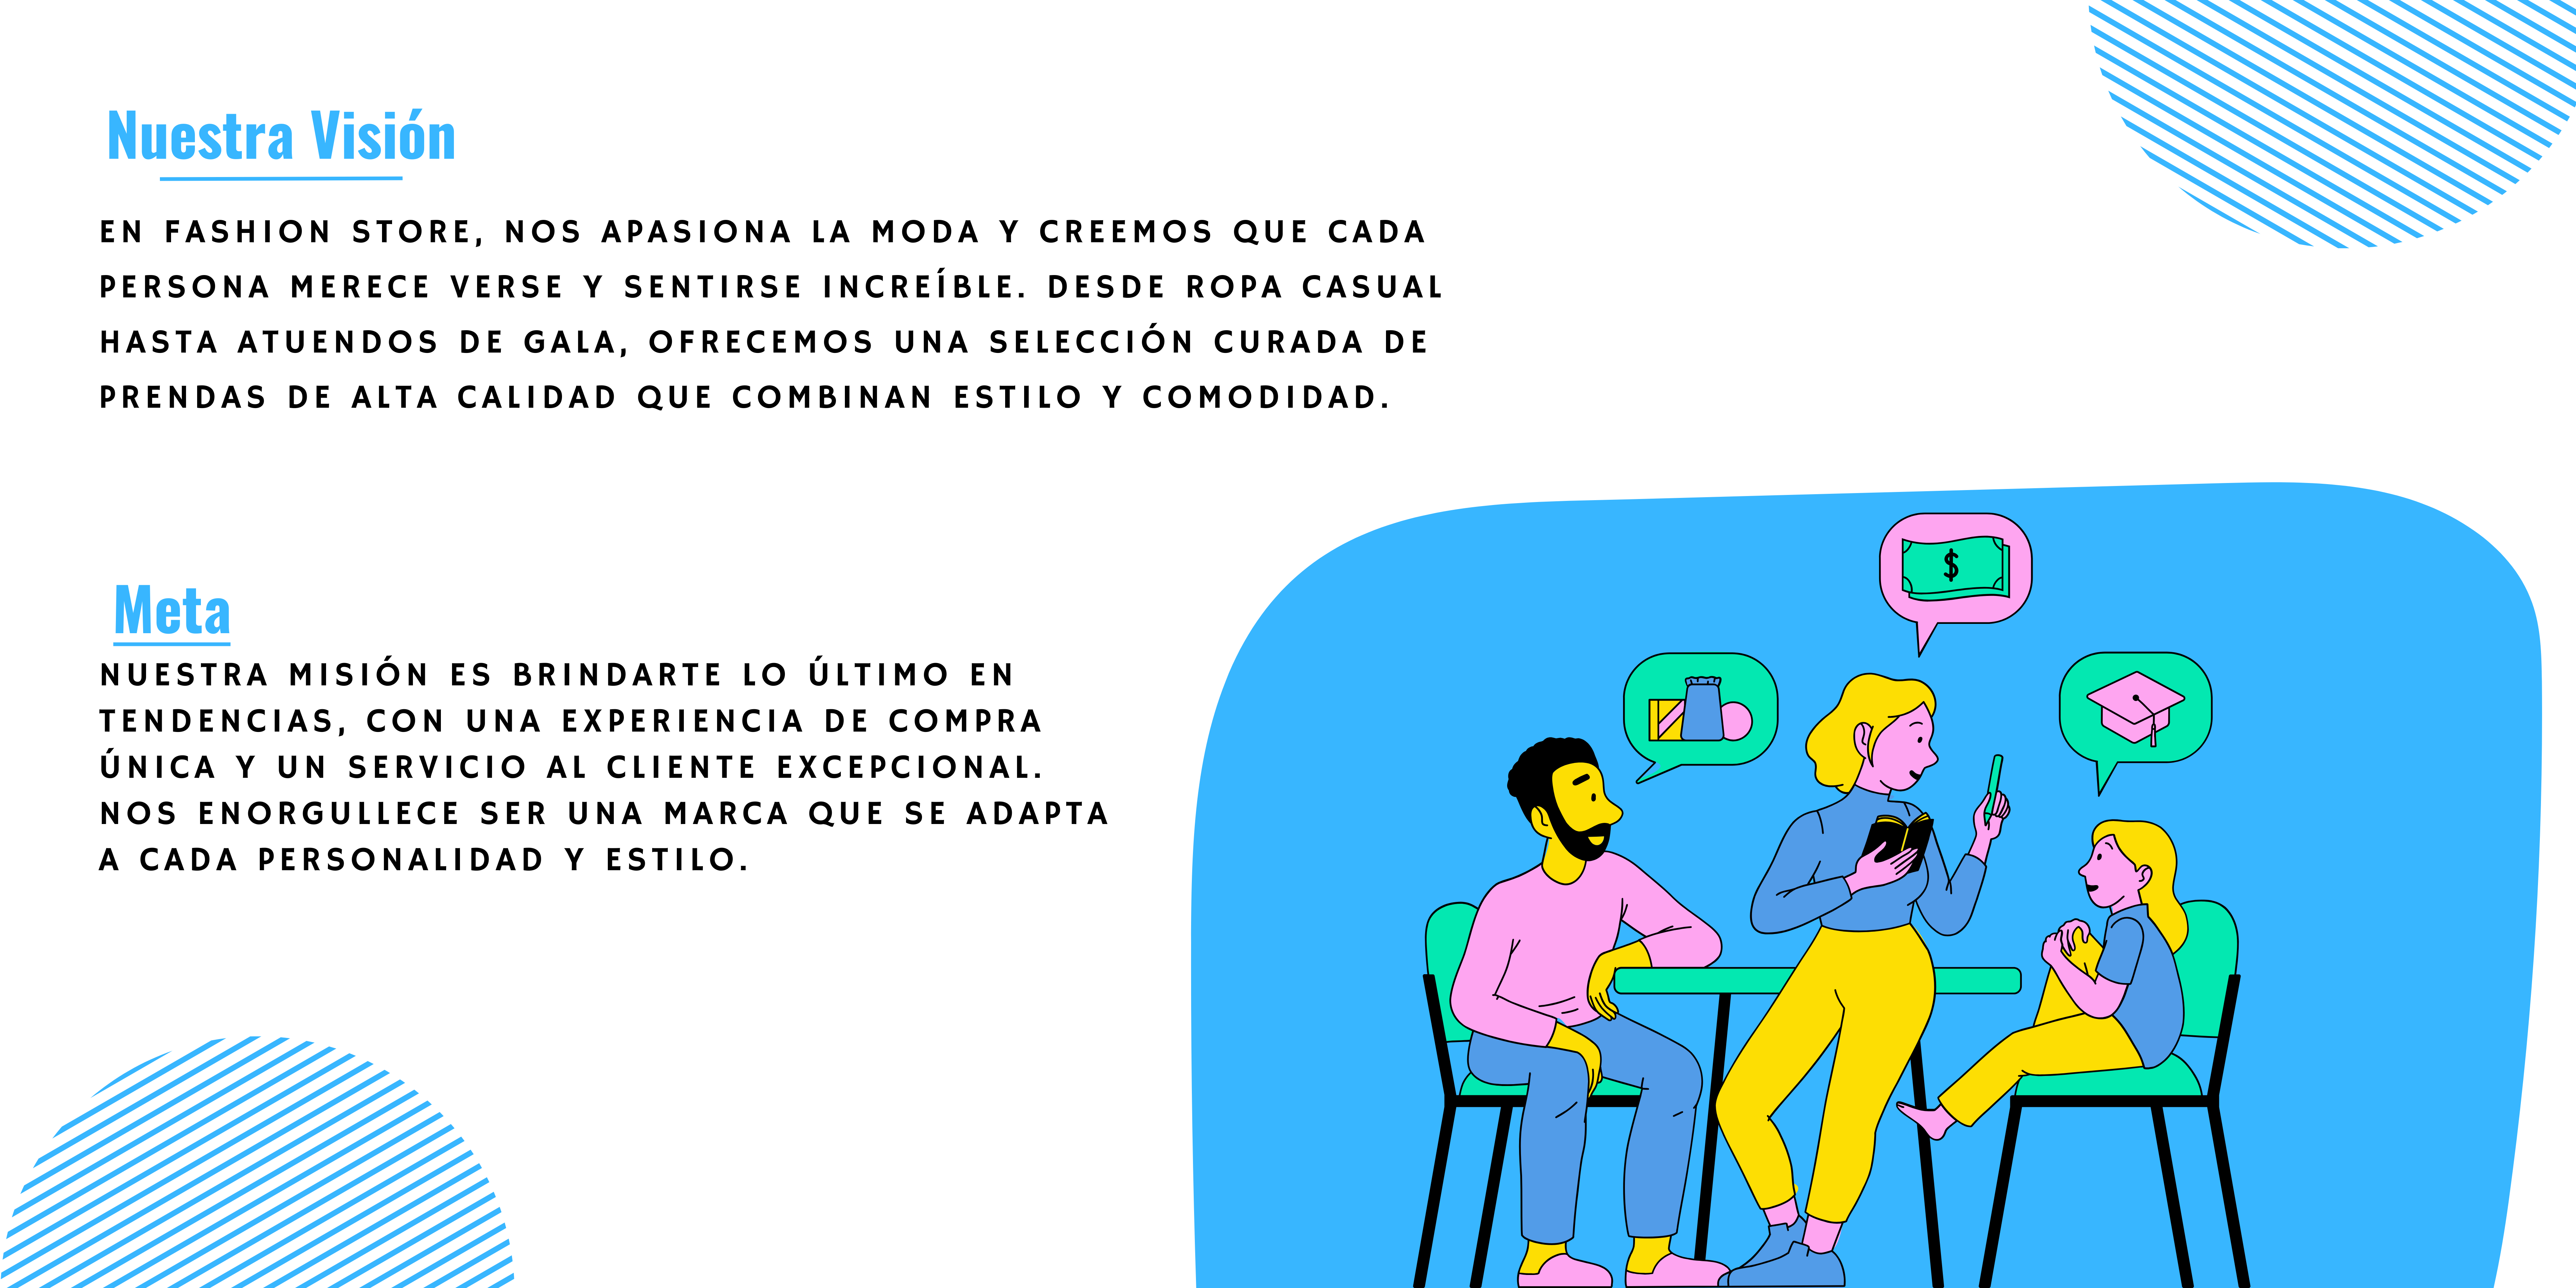 Nuestra Visión
EN FASHION STORE, NOS APASIONA LA MODA Y CREEMOS QUE CADA
PERSONA MERECE VERSE Y SENTIRSE INCREÍBLE. DESDE ROPA CASUAL
HASTA ATUENDOS DE GALA, OFRECEMOS UNA SELECCIÓN CURADA DE
PRENDAS DE ALTA CALIDAD QUE COMBINAN ESTILO Y COMODIDAD.
Meta
NUESTRA MISIÓN ES BRINDARTE LO ÚLTIMO EN
TENDENCIAS, CON UNA EXPERIENCIA DE COMPRA
ÚNICA Y UN SERVICIO AL CLIENTE EXCEPCIONAL.
NOS ENORGULLECE SER UNA MARCA QUE SE ADAPTA
A CADA PERSONALIDAD Y ESTILO.
$